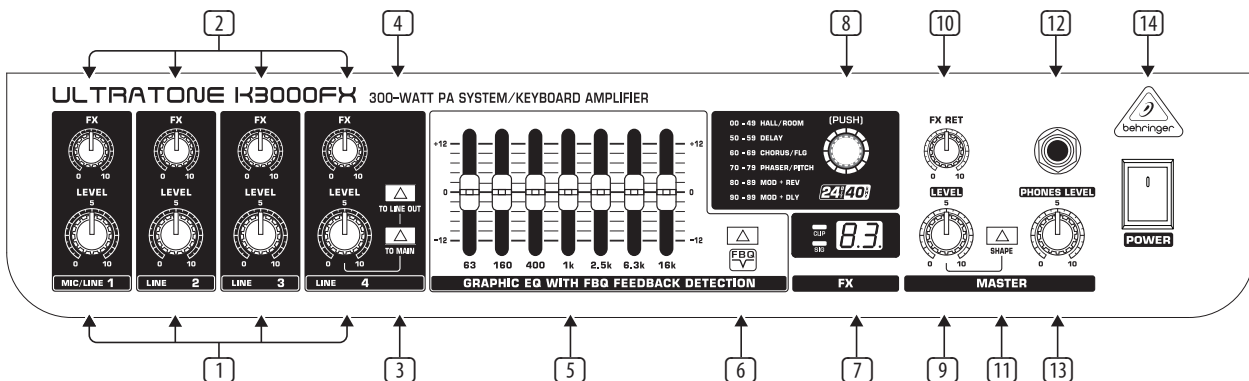 2 4 8 10 12 14
ULTRATONE K3000FX 300-WATT PA SYSTEM/KEYBOARD AMPLIFIER
FX FX FX FX
0 10 0 10 0 10 0 10
LEVEL LEVEL LEVEL LEVEL
5 5 5 5
0 10 0 10 0 10 0 10
TO LINE OUT
TO MAIN
MIC/LINE 1 LINE 2 LINE 3 LINE 4
+12 +12
0 0
-12 -12
63 160 400 1k 2.5k 6.3k 16k
FBQ
GRAPHIC EQ WITH FBQ FEEDBACK DETECTION
00 - 49 HALL/ROOM
50 - 59 DELAY
60 - 69 CHORUS/FLG
70 - 79 PHASER/PITCH
80 - 89 MOD + REV
90 - 99 MOD + DLY
(PUSH)
24 40
CLIP
SIG
8.3.
FX
FX RET
0 10
LEVEL
5
0 10
SHAPE
PHONES LEVEL
5
0 10
MASTER
behringer
POWER
1 3 5 6 7 9 11 13